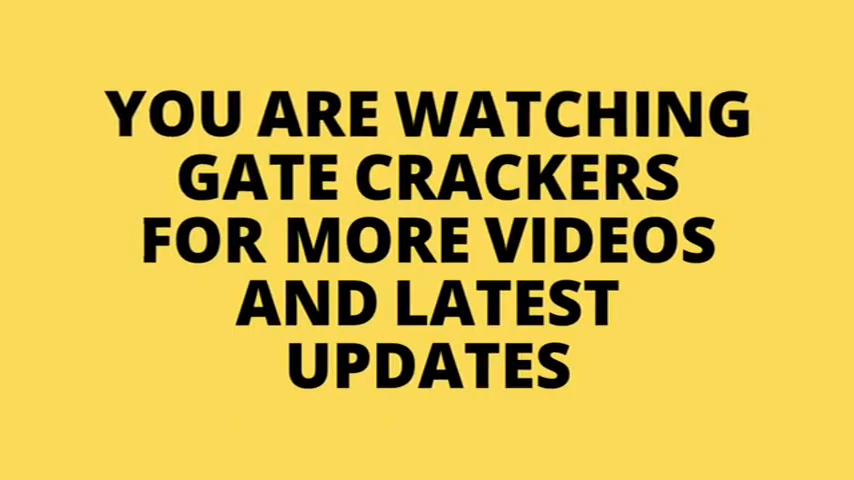 YOU ARE WATCHING
GATE CRACKERS
FOR MORE VIDEOS
AND LATEST
UPDATES